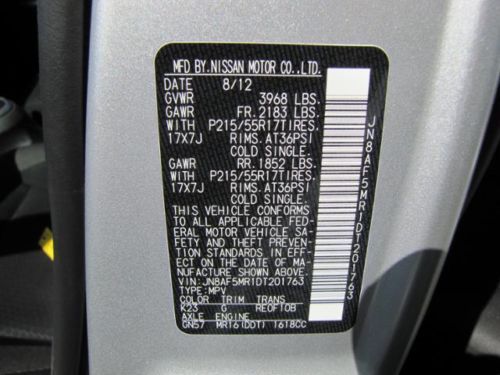 MFD BY. NISSAN MOTOR CO., LTD.
DATE 8/12
GVWR 3968 LBS.
GAWR FR. 2183 LBS.
WITH P215/55R17TIRES.
17X7J RIMS. AT36PSI
COLD SINGLE.
GAWR RR. 1852 LBS.
WITH P215/55R17TIRES.
17X7J RIMS. AT36PSI
COLD SINGLE.
THIS VEHICLE CONFORMS
TO ALL APPLICABLE FED-
ERAL MOTOR VEHICLE SA-
FETY AND THEFT PREVEN-
TION STANDARDS IN EFF-
ECT ON THE DATE OF MA-
NUFACTURE SHOWN ABOVE.
VIN: JN8AF5MR1DT201763
TYPE: MPV
COLOR TRIM TRANS
K23 G RE0F10B
AXLE ENGINE
GN57 MR16(DDT) 1618CC
JN8AF5MR1DT201763